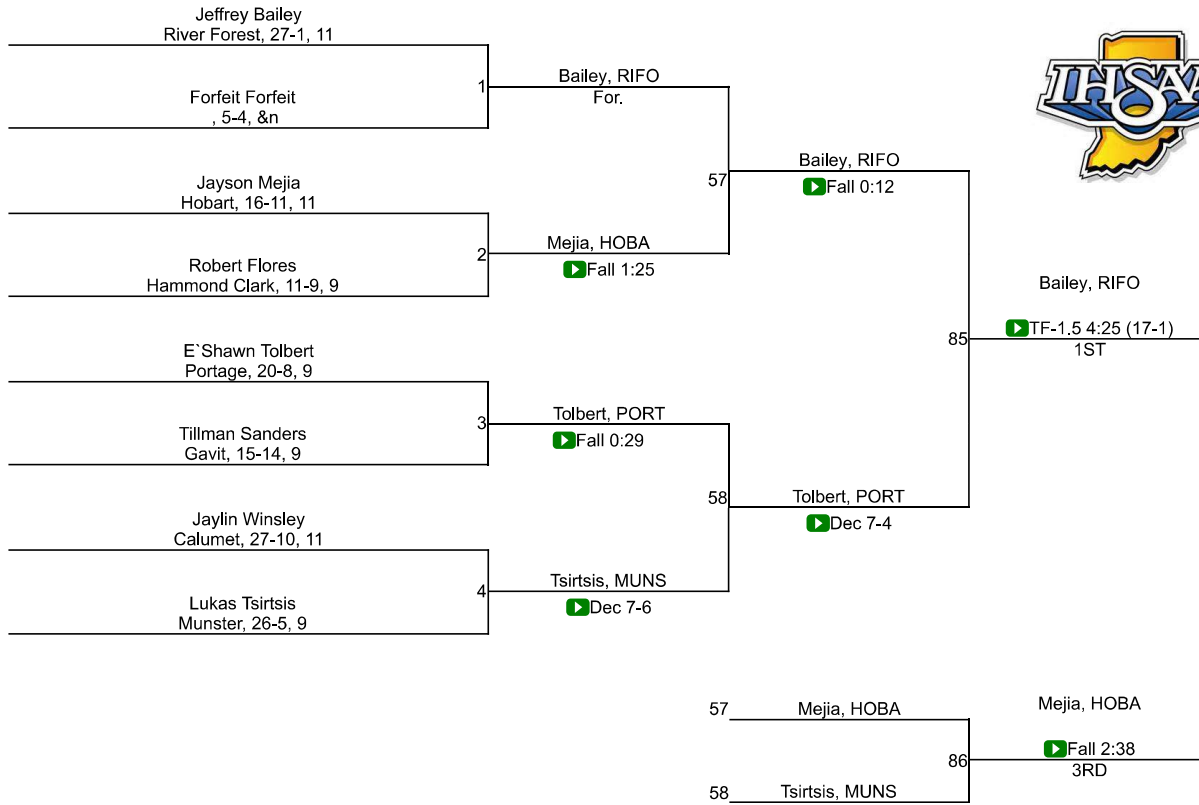 Jeffrey Bailey
River Forest, 27-1, 11
Forfeit Forfeit
, 5-4, &n
1
Bailey, RIFO
For.
Jayson Mejia
Hobart, 16-11, 11
Robert Flores
Hammond Clark, 11-9, 9
2
Mejia, HOBA
Fall 1:25
57
Bailey, RIFO
Fall 0:12
E`Shawn Tolbert
Portage, 20-8, 9
Tillman Sanders
Gavit, 15-14, 9
3
Tolbert, PORT
Fall 0:29
Jaylin Winsley
Calumet, 27-10, 11
Lukas Tsirtsis
Munster, 26-5, 9
4
Tsirtsis, MUNS
Dec 7-6
58
Tolbert, PORT
Dec 7-4
85
Bailey, RIFO
TF-1.5 4:25 (17-1)
1ST
IHSAA
57
Mejia, HOBA
58
Tsirtsis, MUNS
86
Mejia, HOBA
Fall 2:38
3RD